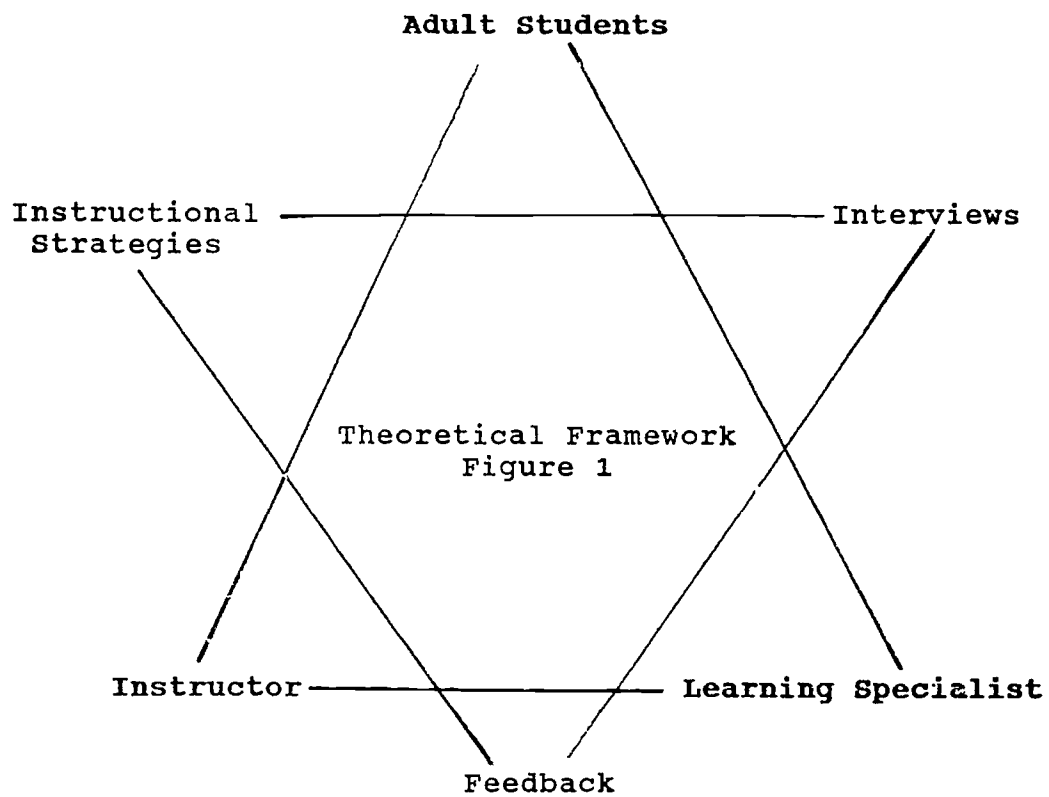 Adult Students
Instructional
Strategies
Interviews
Theoretical Framework
Figure 1
Instructor
Learning Specialist
Feedback